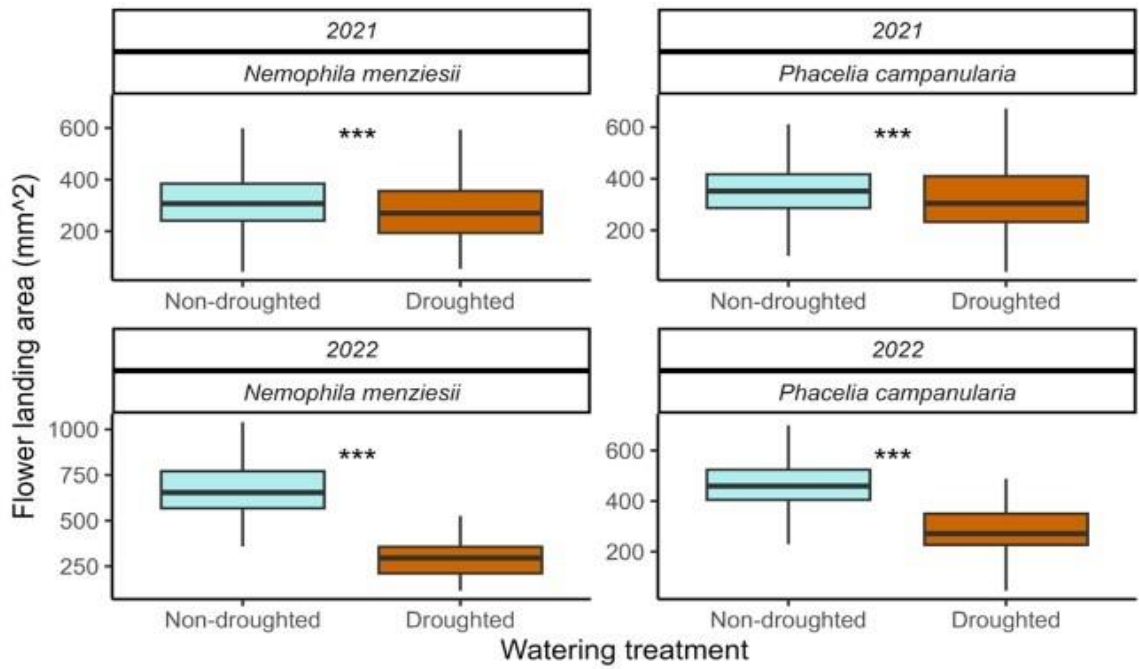 2021
Nemophila menziesii
600
400
200
***
Non-droughted Droughted
2021
Phacelia campanularia
600
400
200
***
Non-droughted Droughted
2022
Nemophila menziesii
1000
750
500
250
***
Non-droughted Droughted
2022
Phacelia campanularia
600
400
200
***
Non-droughted Droughted
Flower landing area (mm^2)
Watering treatment